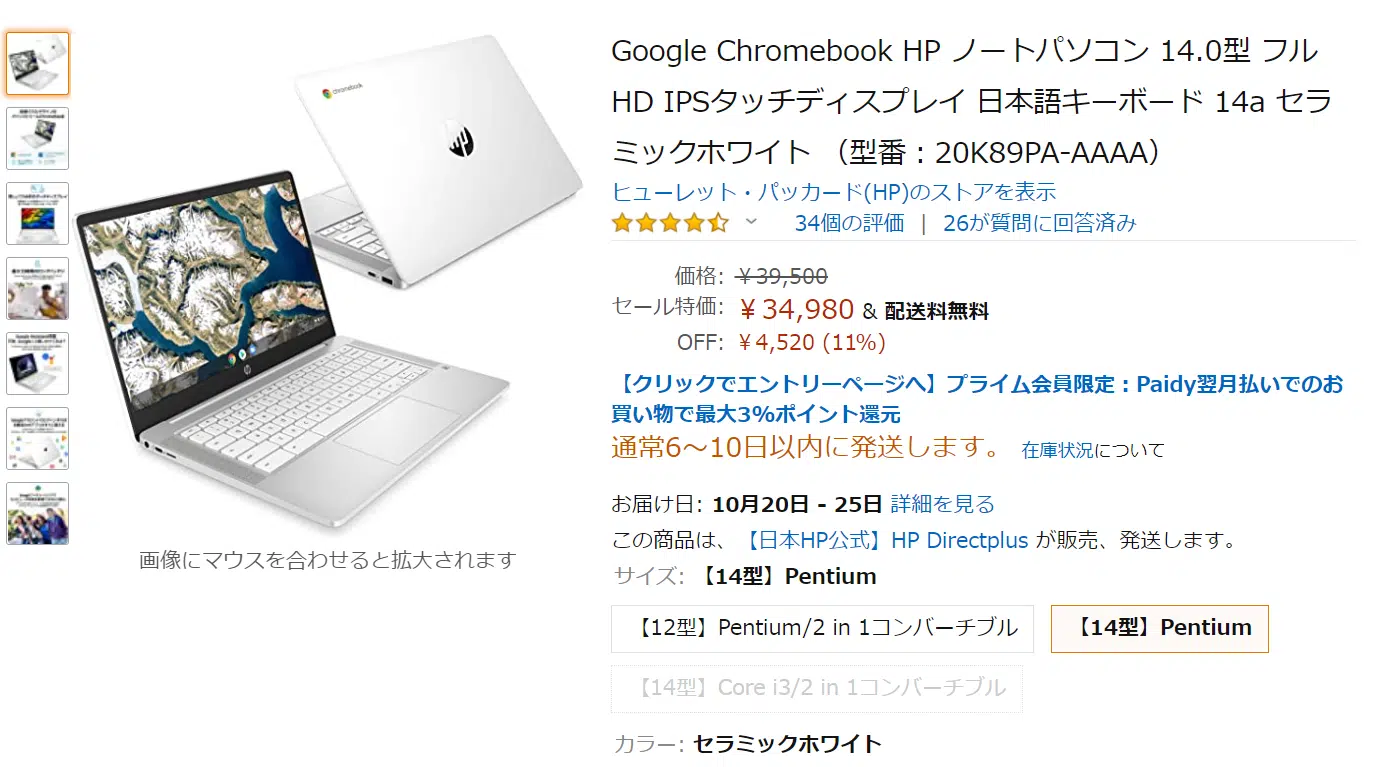 Google Chromebook HP ノートパソコン 14.0型 フル
HD IPSタッチディスプレイ 日本語キーボード 14a セラ
ミックホワイト （型番：20K89PA-AAAA）
ヒューレット・パッカード(HP)のストアを表示
34個の評価 | 26が質問に回答済み
価格: ￥39,500
セール特価: ￥34,980 & 配送料無料
OFF: ￥4,520 (11%)
【クリックでエントリーページへ】プライム会員限定：Paidy翌月払いでのお
買い物で最大3%ポイント還元
通常6～10日以内に発送します。 在庫状況について
お届け日: 10月20日 - 25日 詳細を見る
この商品は、【日本HP公式】HP Directplus が販売、発送します。
サイズ: 【14型】Pentium
【12型】Pentium/2 in 1コンバーチブル
【14型】Pentium
【14型】Core i3/2 in 1コンバーチブル
カラー: セラミックホワイト
chromebook
hp
画像にマウスを合わせると拡大されます